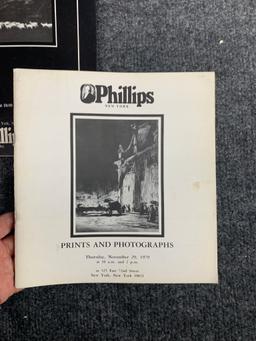 Phillips
NEW YORK
PRINTS AND PHOTOGRAPHS
Thursday, November 29, 1979
at 10 a.m. and 2 p.m.
at 525 East 72nd Street
New York, New York 10021